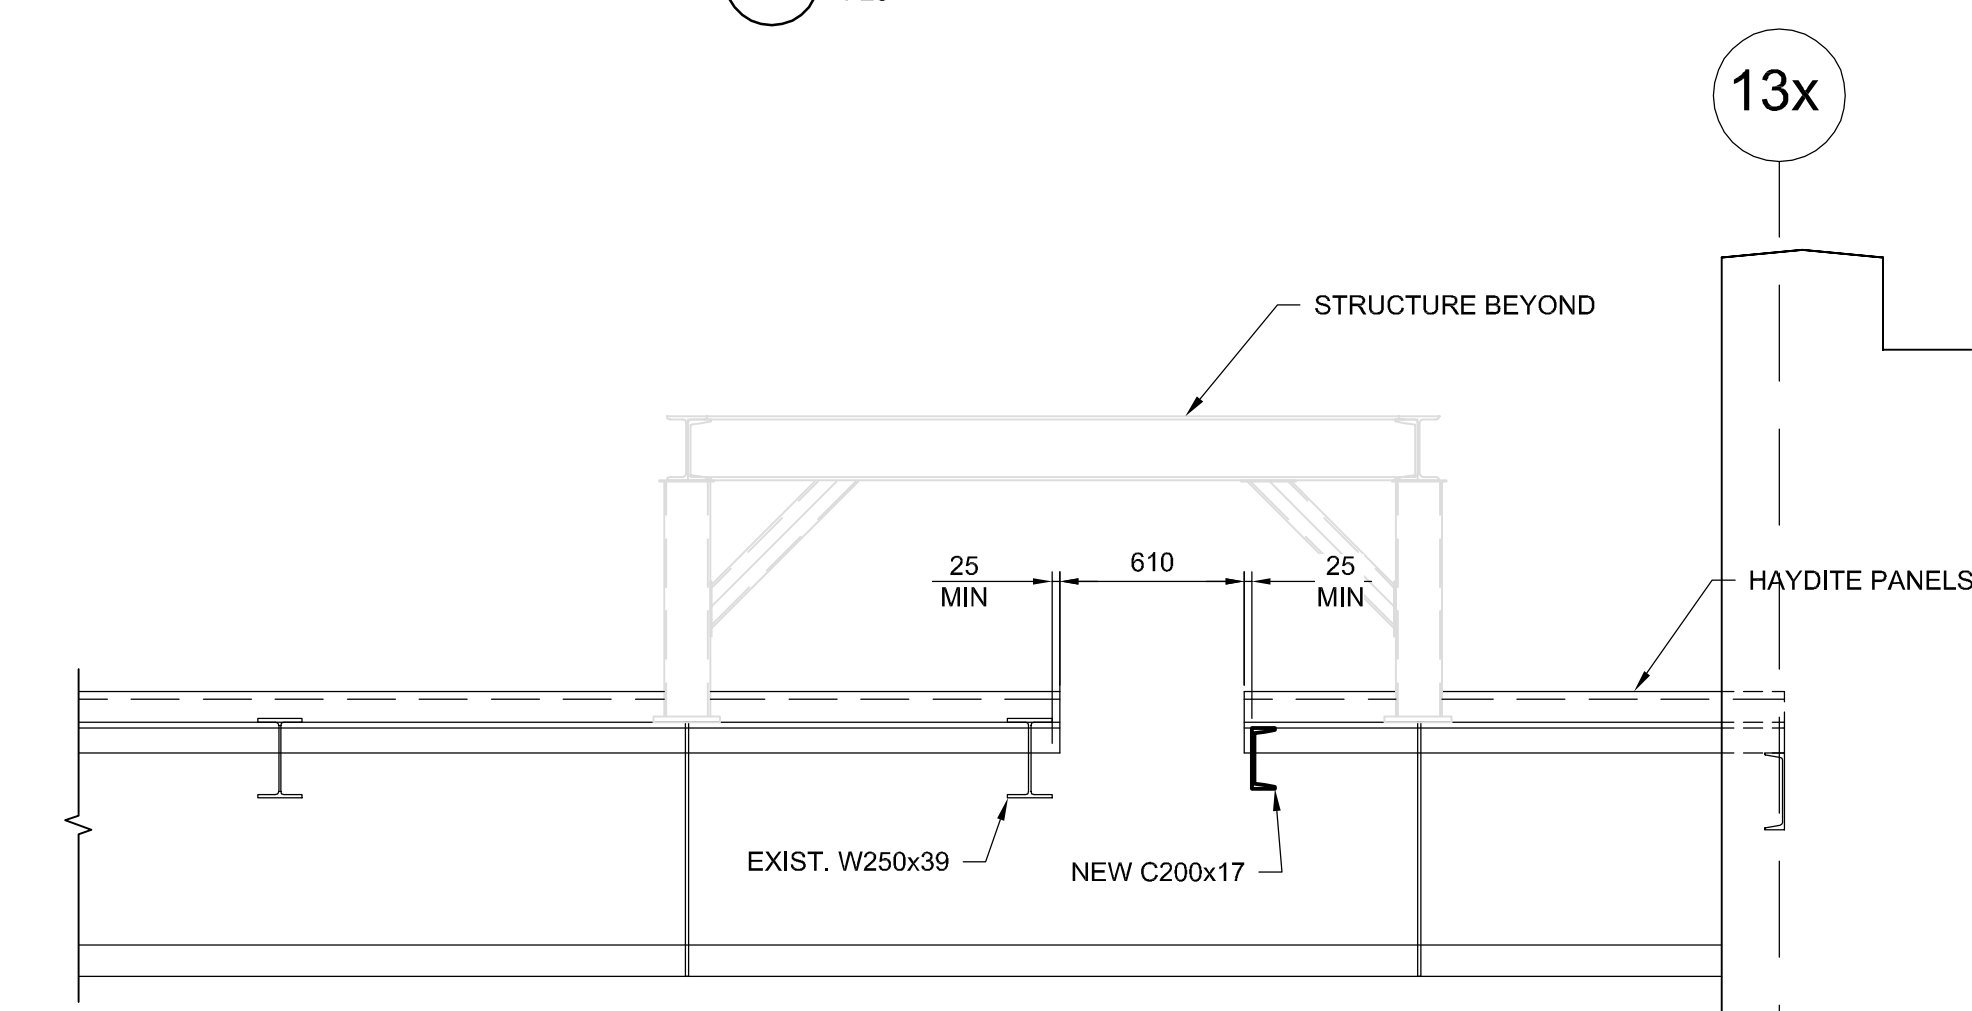 13x
STRUCTURE BEYOND
25
MIN
610
25
MIN
HAYDITE PANELS
EXIST. W250x39
NEW C200x17